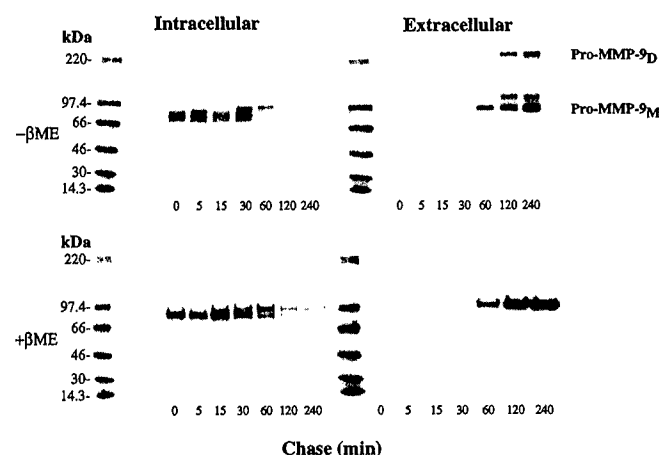 Intracellular
Extracellular
kDa
220-
97.4-
66-
46-
30-
14.3-
−βME
Pro-MMP-9D
Pro-MMP-9M
0 5 15 30 60 120 240
0 5 15 30 60 120 240
kDa
220-
97.4-
66-
46-
30-
14.3-
+βME
0 5 15 30 60 120 240
0 5 15 30 60 120 240
Chase (min)